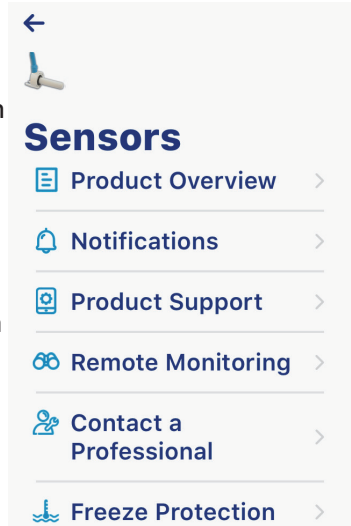 Sensors
Product Overview
Notifications
Product Support
Remote Monitoring
Contact a
Professional
Freeze Protection